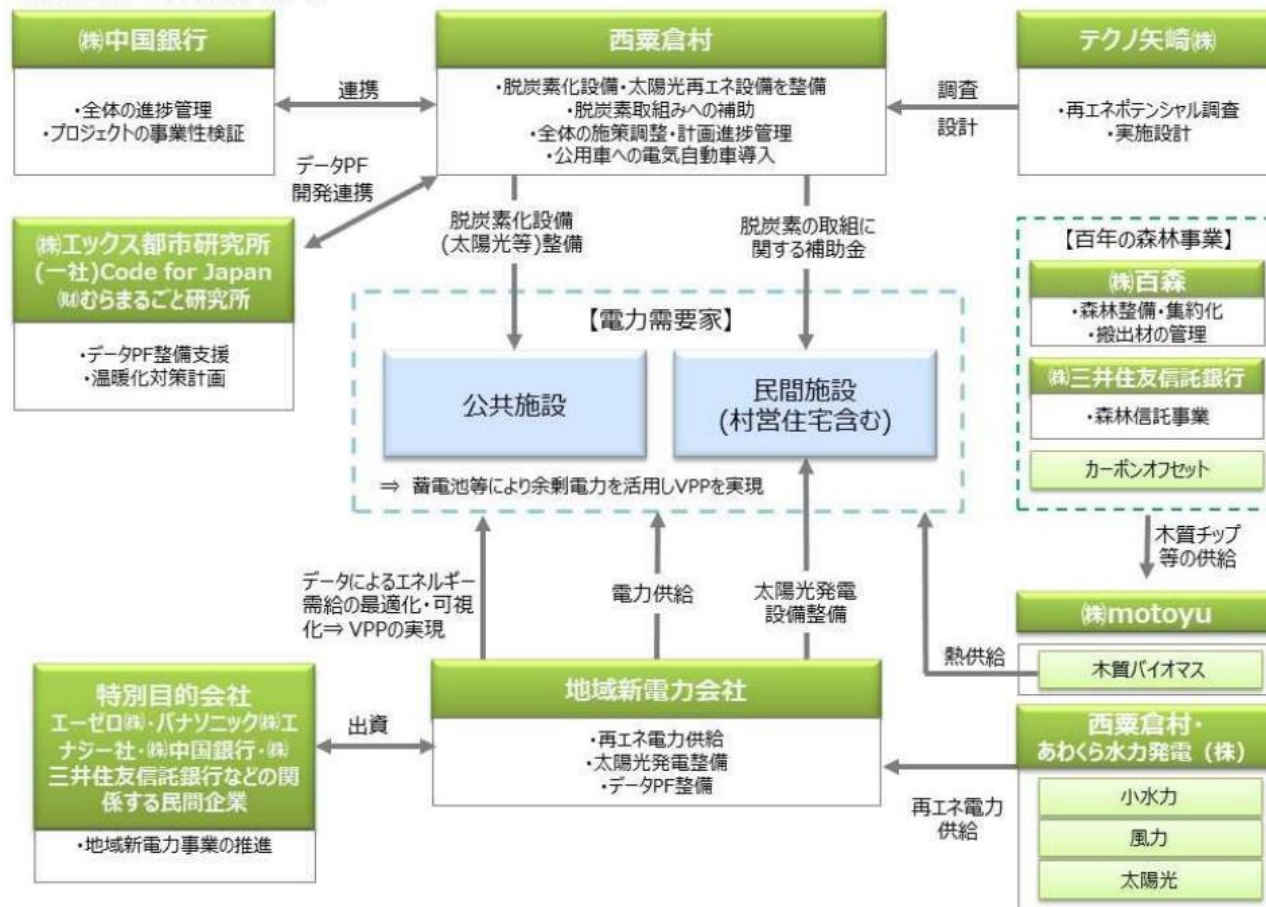 ㈱中国銀行
・全体の進捗管理
・プロジェクトの事業性検証
連携
西粟倉村
・脱炭素化設備・太陽光再エネ設備を整備
・脱炭素取組みへの補助
・全体の施策調整・計画進捗管理
・公用車への電気自動車導入
調査
設計
テクノ矢崎㈱
・再エネポテンシャル調査
・実施設計
データPF
開発連携
㈱エックス都市研究所
(一社)Code for Japan
㈶むらまるごと研究所
・データPF整備支援
・温暖化対策計画
脱炭素化設備
(太陽光等)整備
脱炭素の取組に
関する補助金
【電力需要家】
公共施設
民間施設
(村営住宅含む)
⇒ 蓄電池等により余剰電力を活用しVPPを実現
【百年の森林事業】
㈱百森
・森林整備・集約化
・搬出材の管理
㈱三井住友信託銀行
・森林信託事業
カーボンオフセット
木質チップ
等の供給
データによるエネルギー
需給の最適化・可視
化⇒ VPPの実現
電力供給
太陽光発電
設備整備
熱供給
㈱motoyu
木質バイオマス
特別目的会社
エーゼロ㈱・パナソニック㈱エ
ナジー社・㈱中国銀行・㈱
三井住友信託銀行などの関
係する民間企業
・地域新電力事業の推進
出資
地域新電力会社
・再エネ電力供給
・太陽光発電整備
・データPF整備
再エネ電力
供給
西粟倉村・
あわくら水力発電（株）
小水力
風力
太陽光